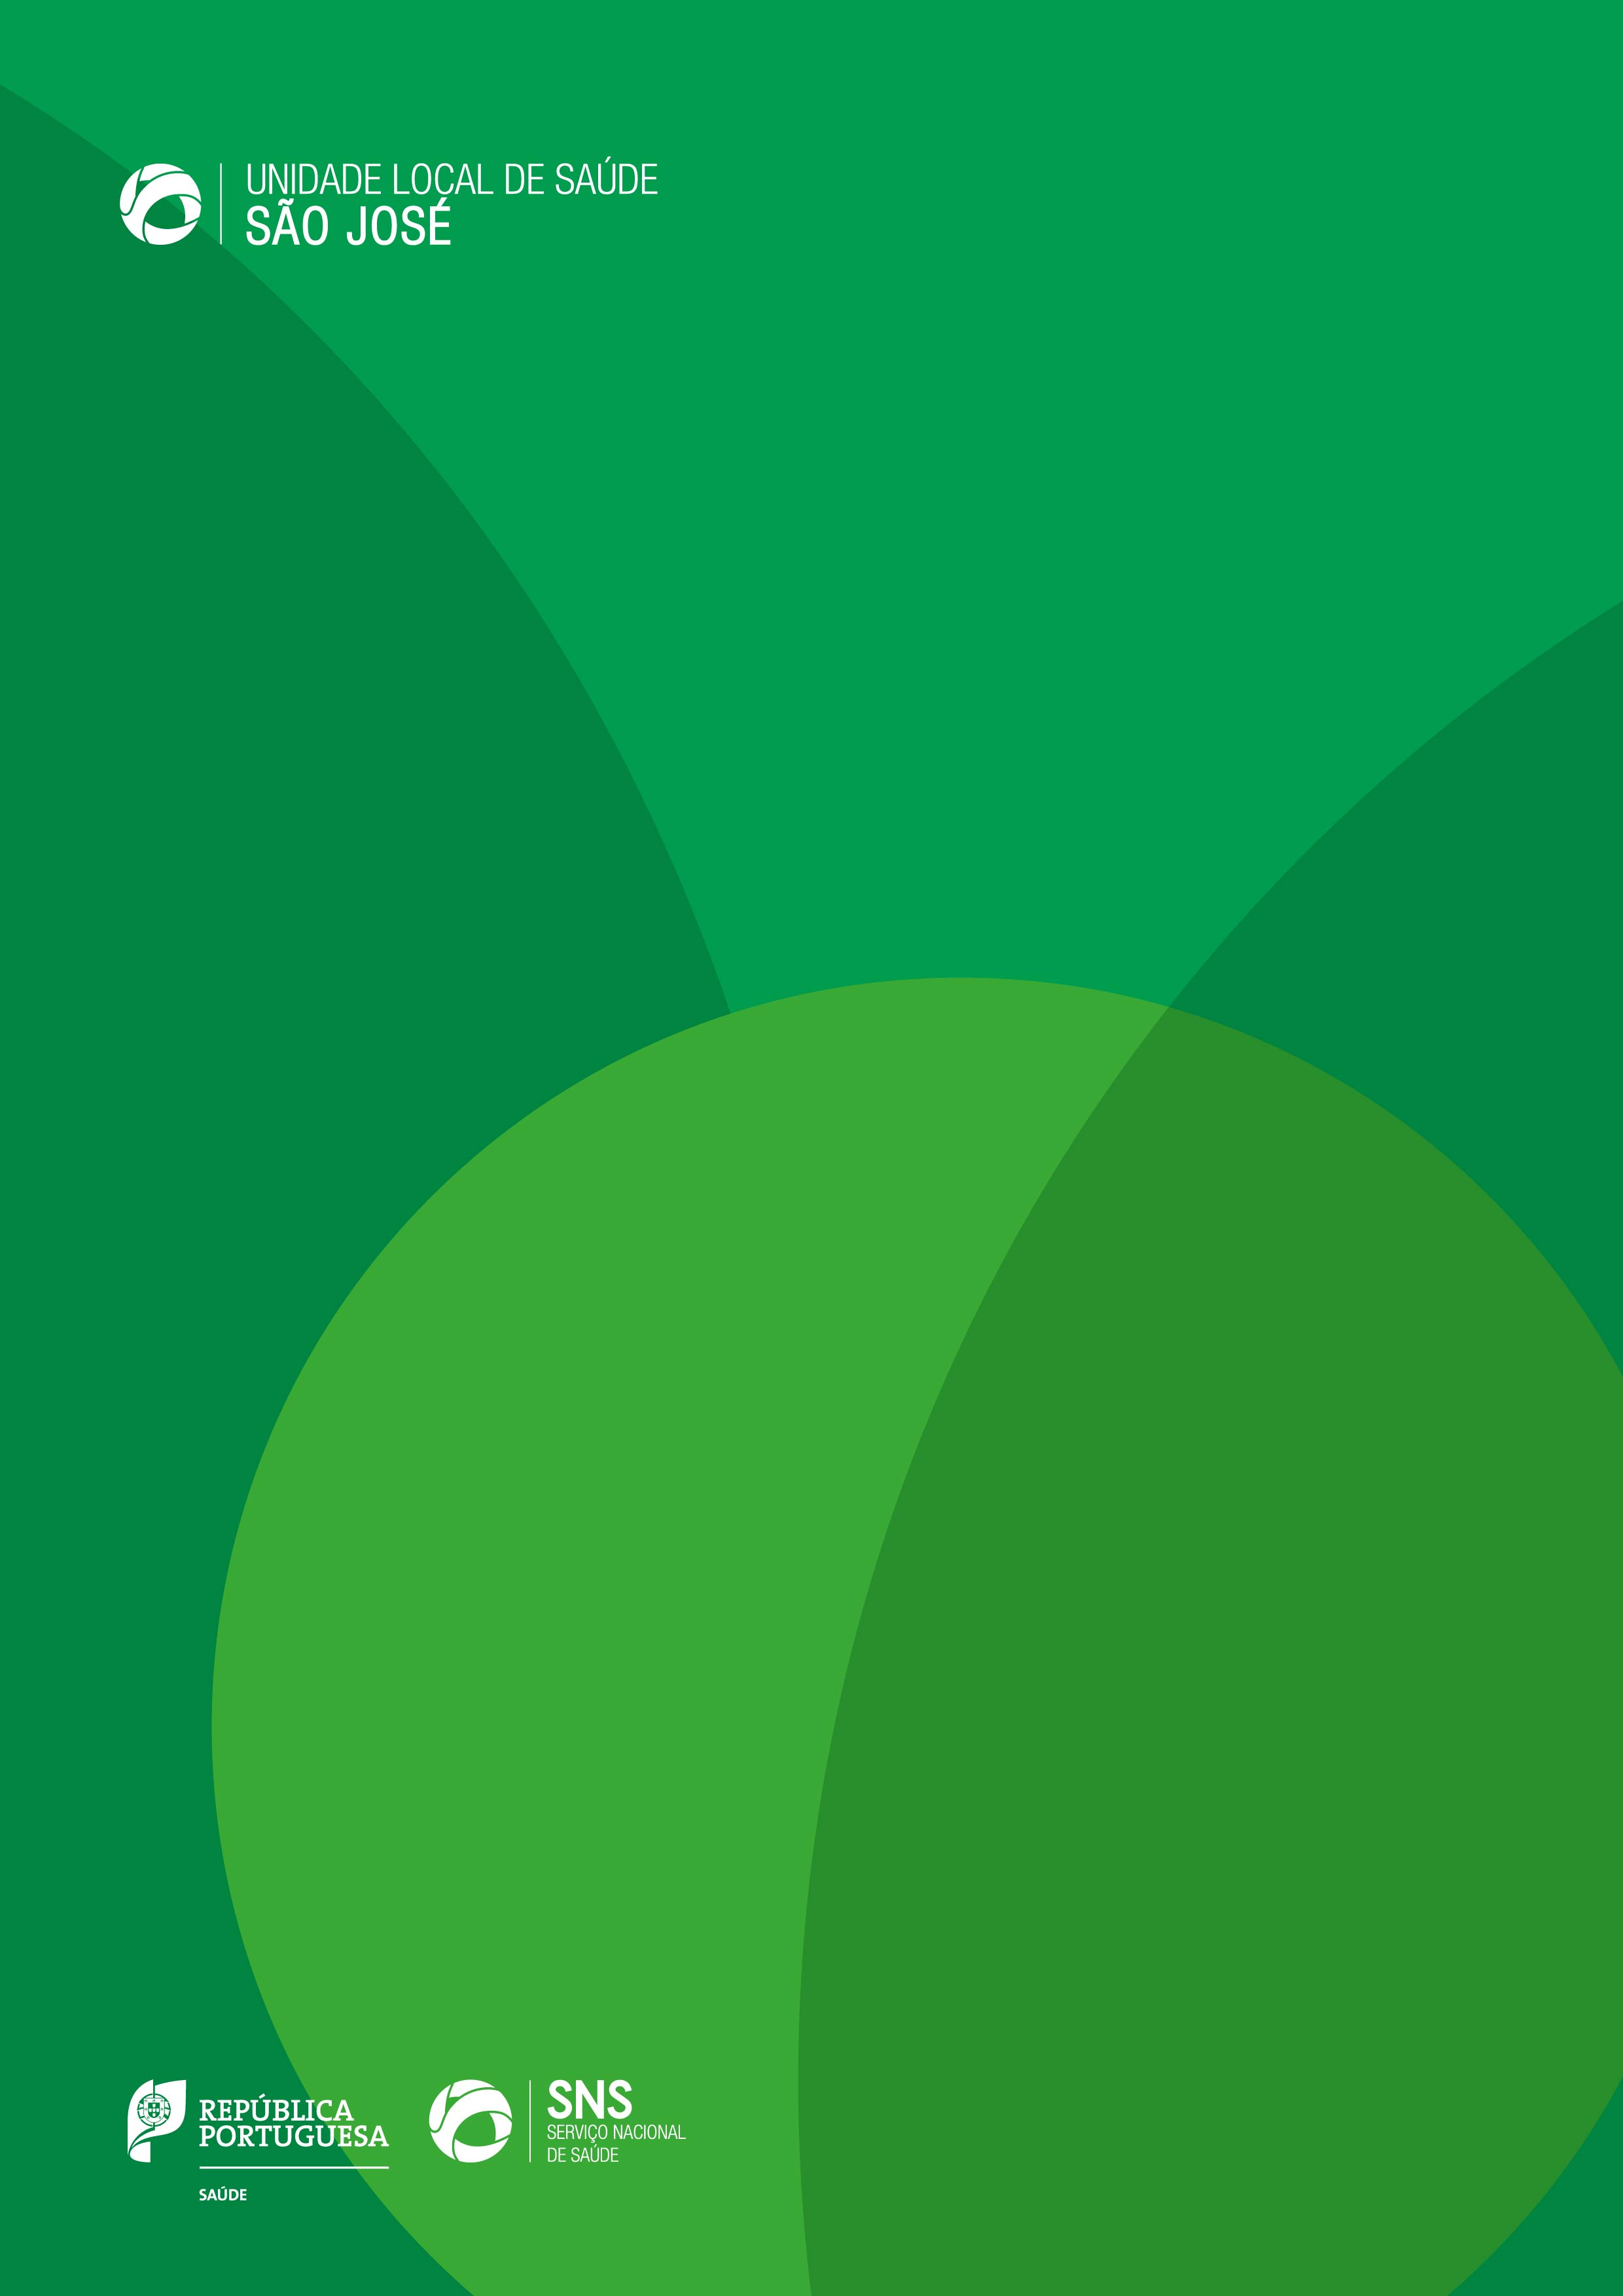 UNIDADE LOCAL DE SAÚDE
SÃO JOSÉ
REPÚBLICA
PORTUGUESA
SAÚDE
SNS
SERVIÇO NACIONAL
DE SAÚDE